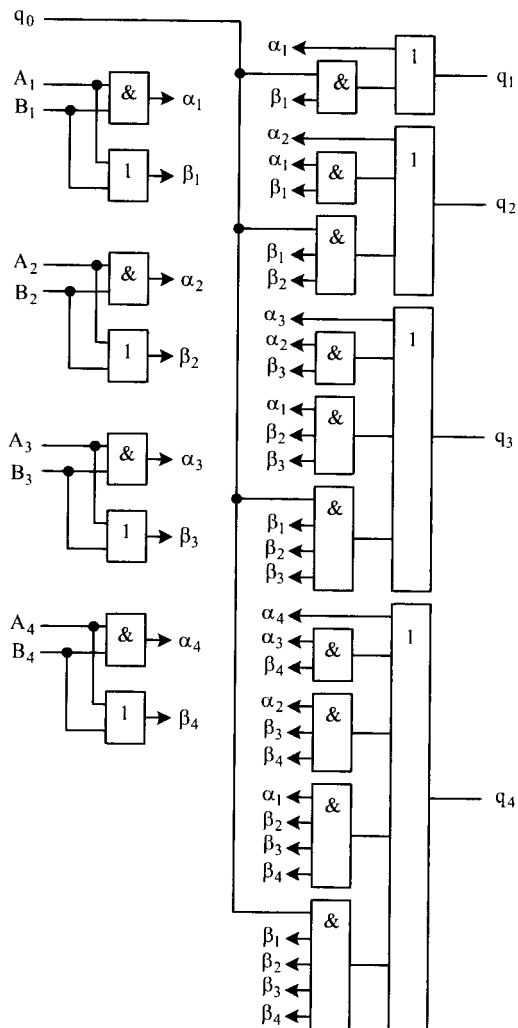 q₀
A₁
B₁
&
α₁
1
β₁
A₂
B₂
&
α₂
1
β₂
A₃
B₃
&
α₃
1
β₃
A₄
B₄
&
α₄
1
β₄
α₁
&
β₁
1
q₁
α₂
α₁
β₁
&
β₁
β₂
&
1
q₂
α₃
α₂
β₃
&
α₁
β₂
β₃
&
β₁
β₂
β₃
&
1
q₃
α₄
α₃
β₄
&
α₂
β₃
β₄
&
α₁
β₂
β₃
β₄
&
β₁
β₂
β₃
β₄
&
1
q₄